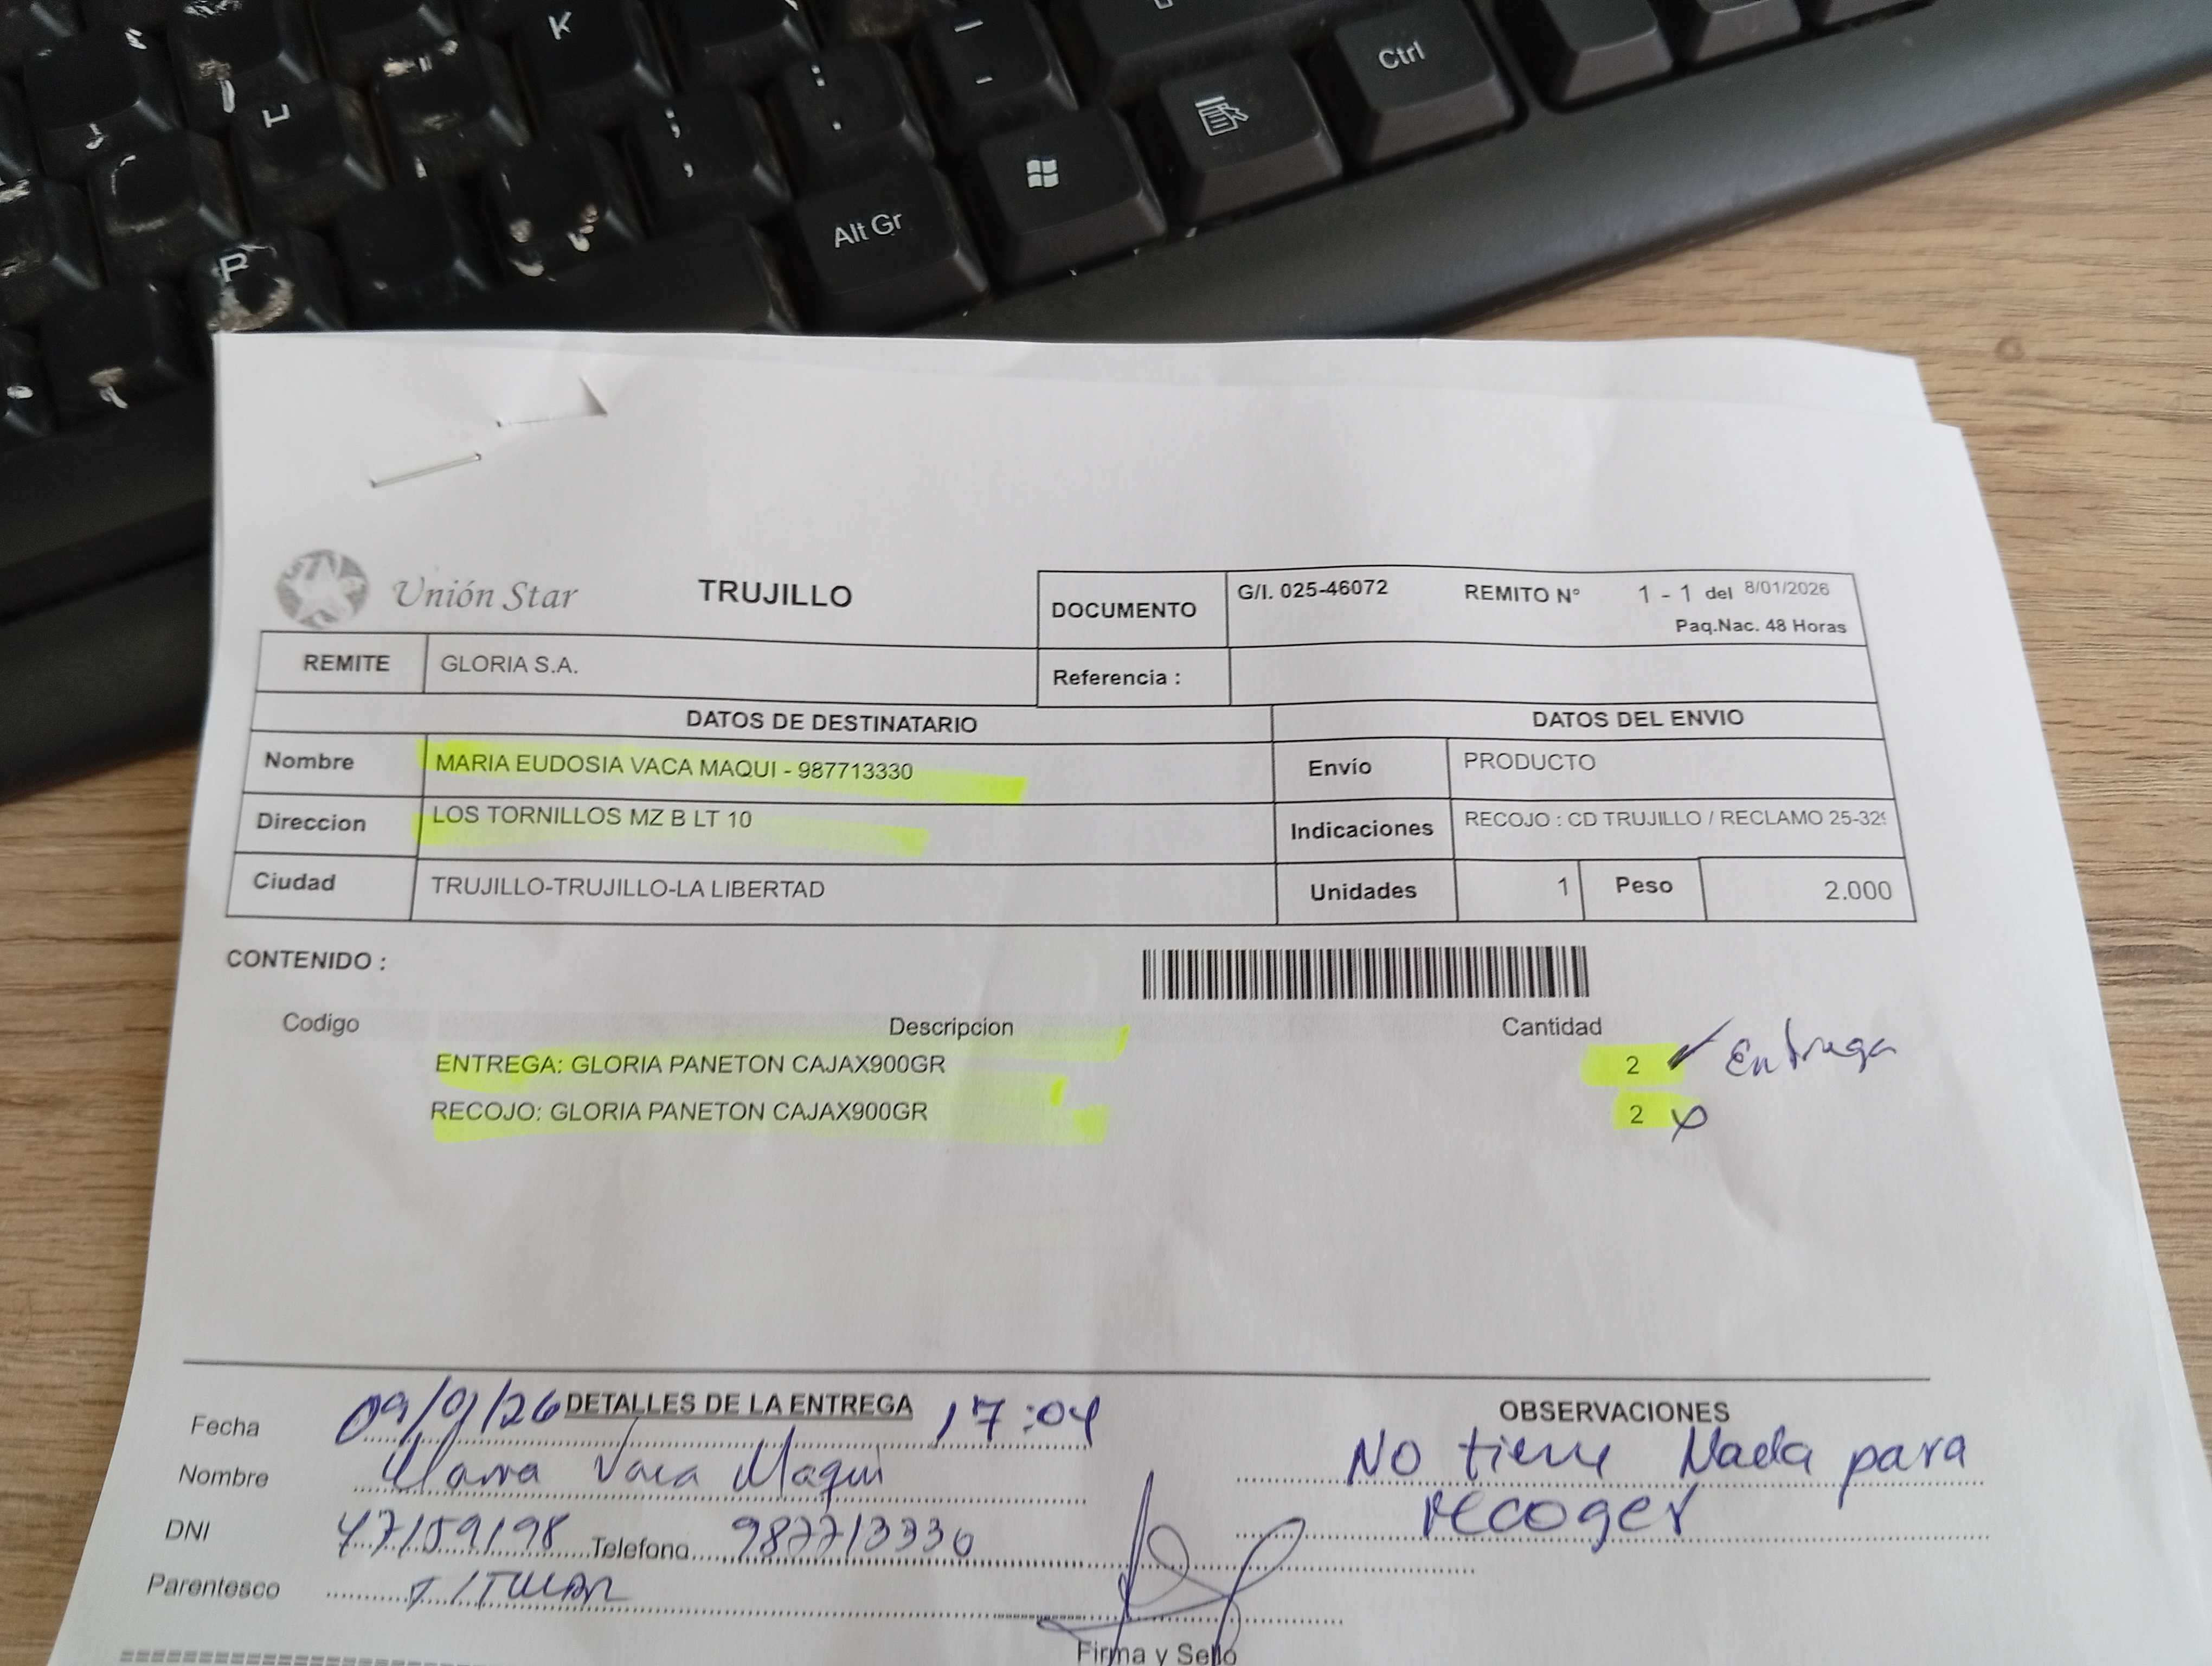 K
Ctrl
Alt Gr
P
Unión Star
TRUJILLO
DOCUMENTO
G/I. 025-46072
REMITO N° 1 - 1 del 8/01/2026
Paq.Nac. 48 Horas
REMITE
GLORIA S.A.
Referencia :
DATOS DE DESTINATARIO
DATOS DEL ENVIO
Nombre
MARIA EUDOSIA VACA MAQUI - 987713330
Envío
PRODUCTO
Direccion
LOS TORNILLOS MZ B LT 10
Indicaciones
RECOJO : CD TRUJILLO / RECLAMO 25-329
Ciudad
TRUJILLO-TRUJILLO-LA LIBERTAD
Unidades
1
Peso
2.000
CONTENIDO :
Codigo
Descripcion
Cantidad
ENTREGA: GLORIA PANETON CAJAX900GR
2 Entrega
RECOJO: GLORIA PANETON CAJAX900GR
2
DETALLES DE LA ENTREGA
OBSERVACIONES
Fecha 09/01/26 17:04
No tiene Nada para
Nombre Maria Vaca Maqui
recoger
DNI 47159198 Telefono 987713330
Parentesco TITULAR
Firma y Sello